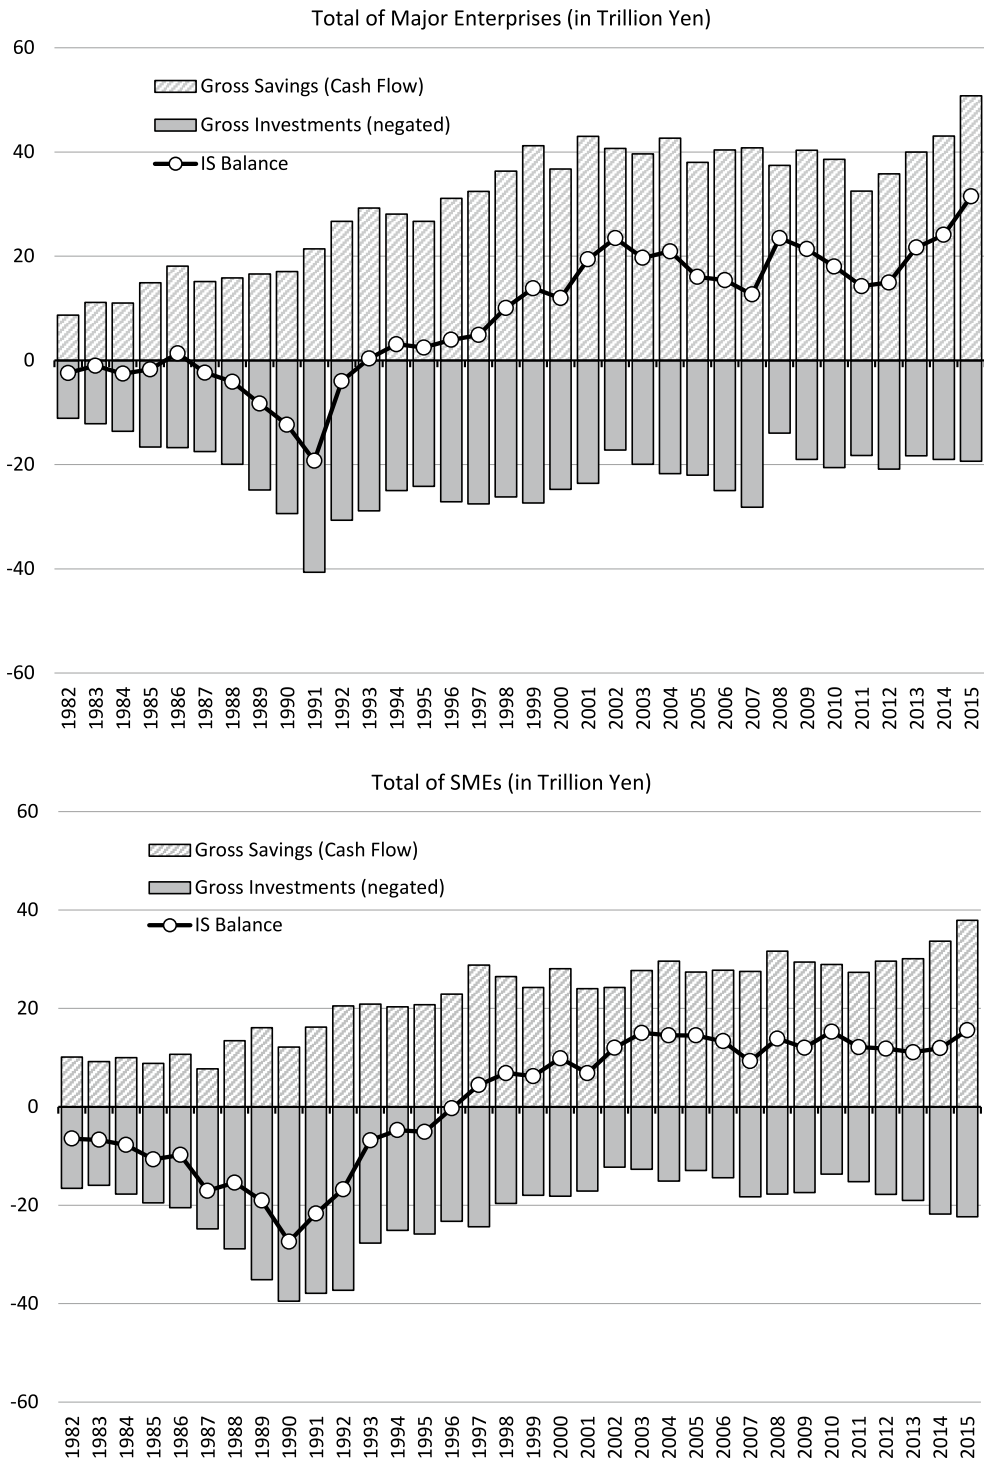 Total of Major Enterprises (in Trillion Yen)
60
Gross Savings (Cash Flow)
Gross Investments (negated)
40
IS Balance
20
0
-20
-40
-60
1982 1983 1984 1985 1986 1987 1988 1989 1990 1991 1992 1993 1994 1995 1996 1997 1998 1999 2000 2001 2002 2003 2004 2005 2006 2007 2008 2009 2010 2011 2012 2013 2014 2015
Total of SMEs (in Trillion Yen)
60
Gross Savings (Cash Flow)
Gross Investments (negated)
40
IS Balance
20
0
-20
-40
-60
1982 1983 1984 1985 1986 1987 1988 1989 1990 1991 1992 1993 1994 1995 1996 1997 1998 1999 2000 2001 2002 2003 2004 2005 2006 2007 2008 2009 2010 2011 2012 2013 2014 2015